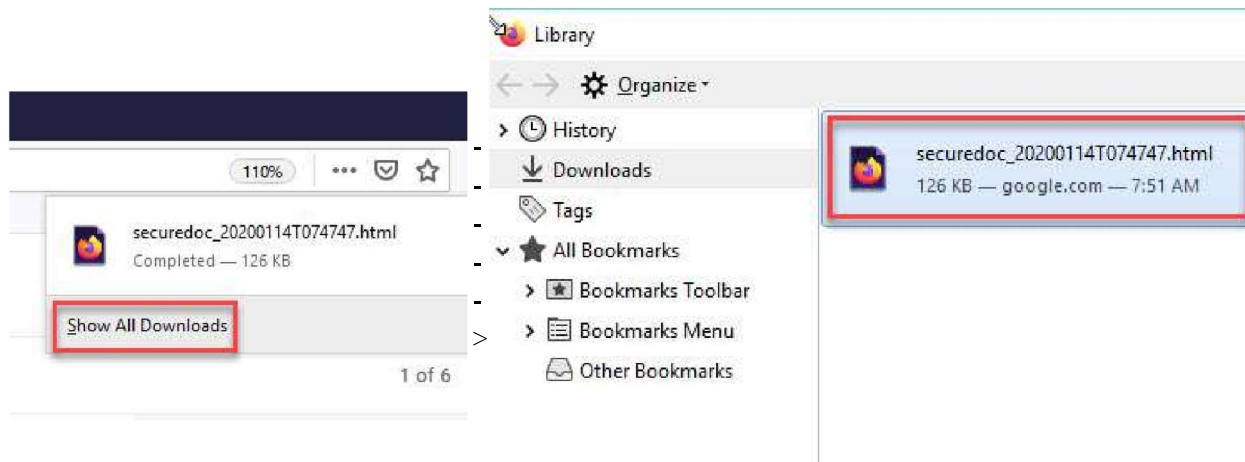 110%
securedoc_20200114T074747.html
Completed — 126 KB
Show All Downloads
1 of 6
- - - - - >
Library
Organize
History
Downloads
Tags
All Bookmarks
Bookmarks Toolbar
Bookmarks Menu
Other Bookmarks
securedoc_20200114T074747.html
126 KB — google.com — 7:51 AM